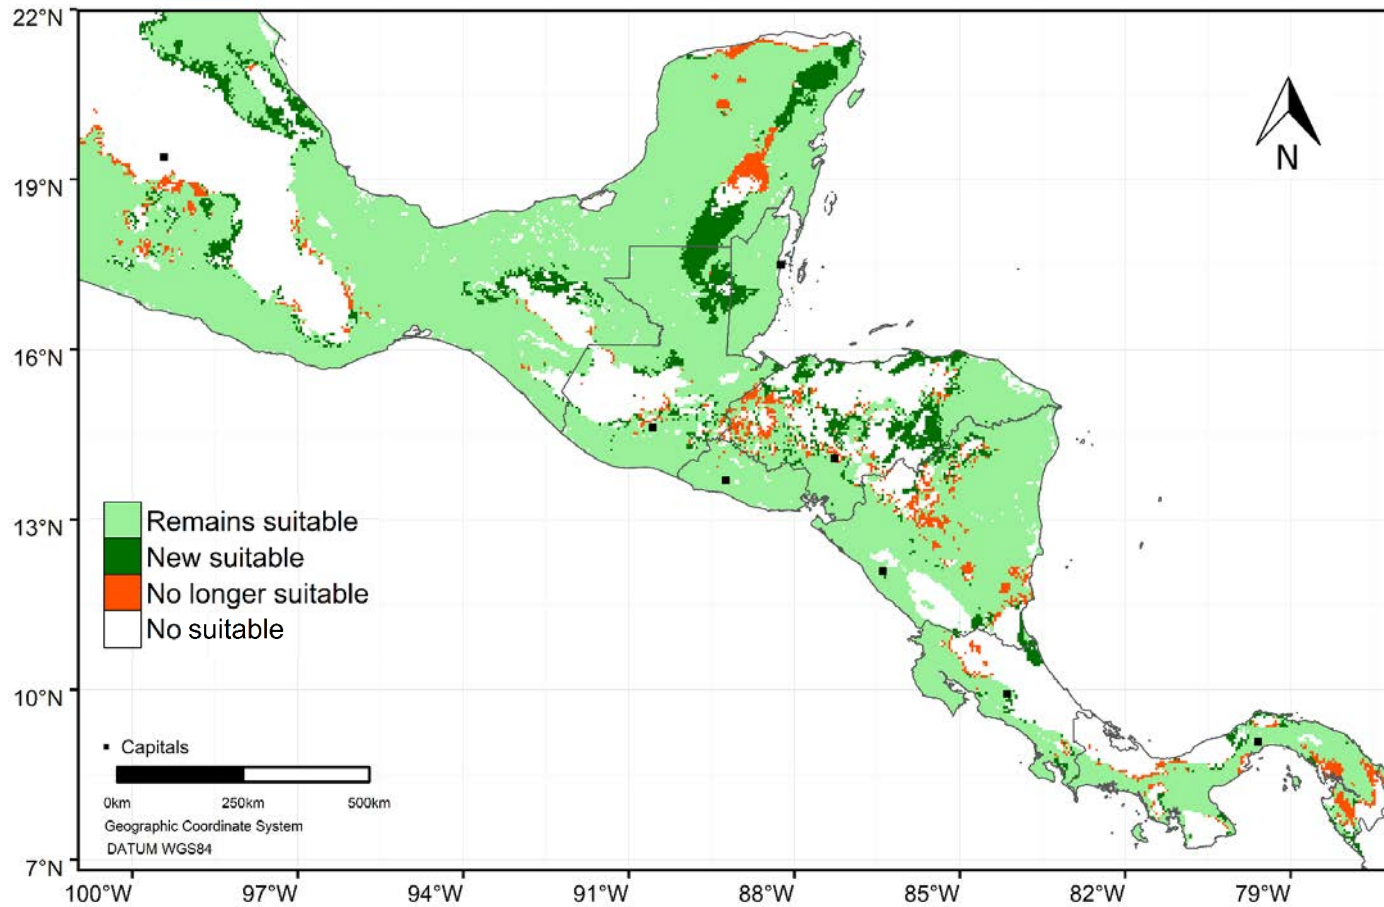 22°N
19°N
16°N
13°N
10°N
7°N
N
Remains suitable
New suitable
No longer suitable
No suitable
Capitals
0km 250km 500km
Geographic Coordinate System
DATUM WGS84
100°W 97°W 94°W 91°W 88°W 85°W 82°W 79°W